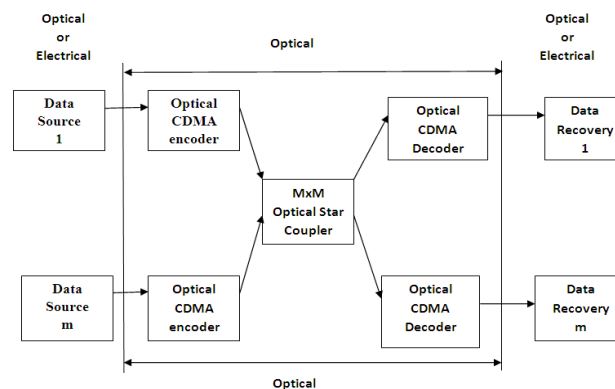 Optical
or
Electrical
Optical
Optical
or
Electrical
Data
Source
1
Optical
CDMA
encoder
Optical
CDMA
Decoder
Data
Recovery
1
MxM
Optical Star
Coupler
Data
Source
m
Optical
CDMA
encoder
Optical
CDMA
Decoder
Data
Recovery
m
Optical